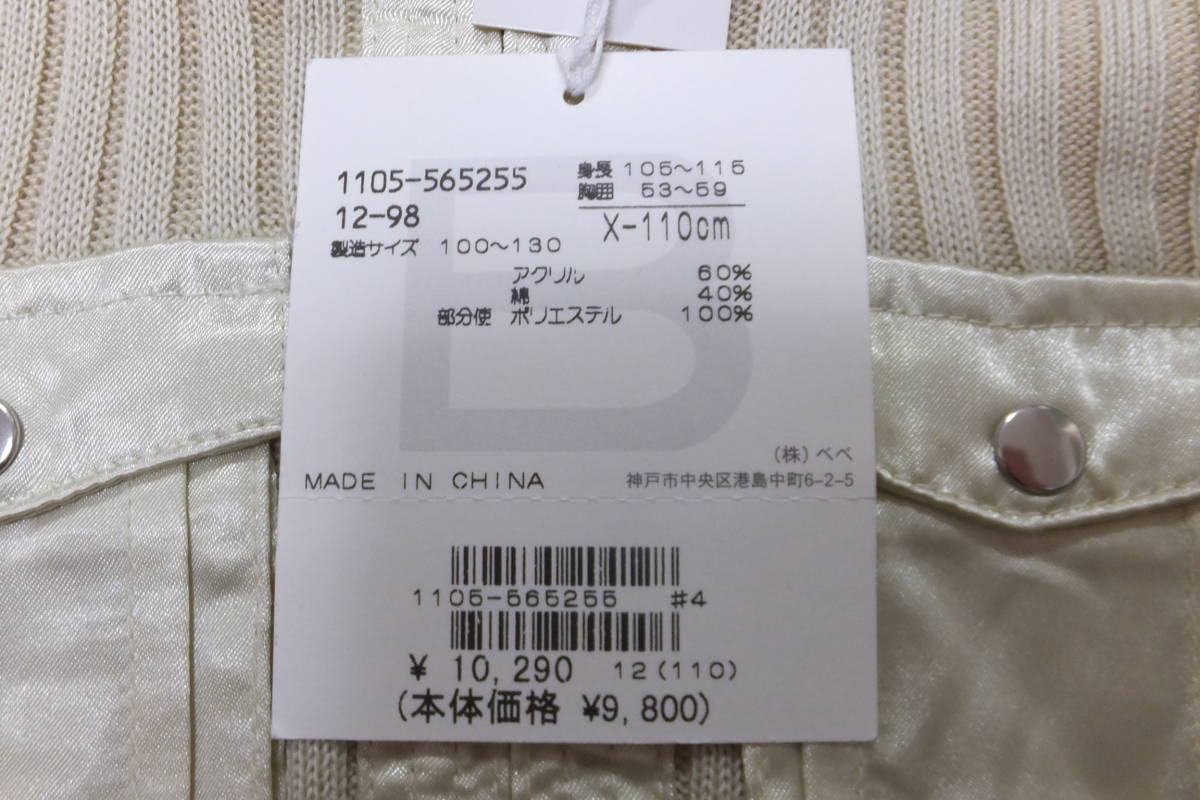 1105-565255
12-98
身長 105～115
胸囲 53～59
X-110cm
製造サイズ 100～130
アクリル 60%
綿 40%
部分使 ポリエステル 100%
B
(株) べべ
MADE IN CHINA
神戸市中央区港島中町6-2-5
1105-565255 #4
¥ 10,290 12(110)
(本体価格 ¥9,800)